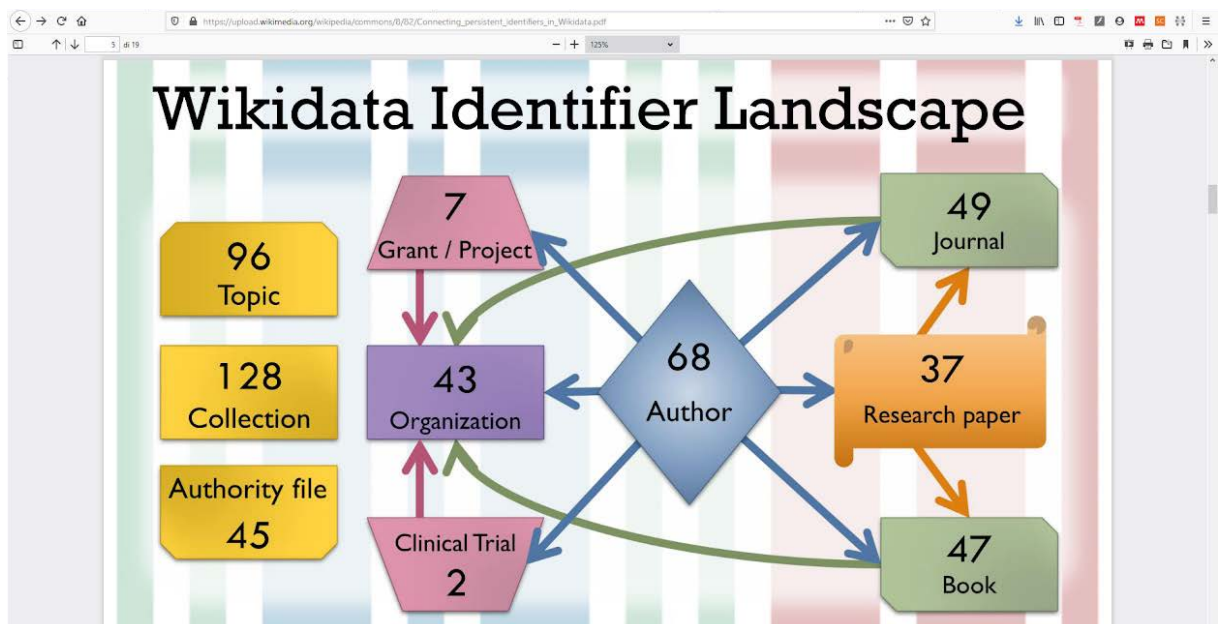 https://upload.wikimedia.org/wikipedia/commons/8/82/Connecting_persistent_identifiers_in_Wikidata.pdf
5 di 19
125%
Wikidata Identifier Landscape
7
Grant / Project
49
Journal
96
Topic
128
Collection
43
Organization
68
Author
37
Research paper
Authority file
45
Clinical Trial
2
47
Book